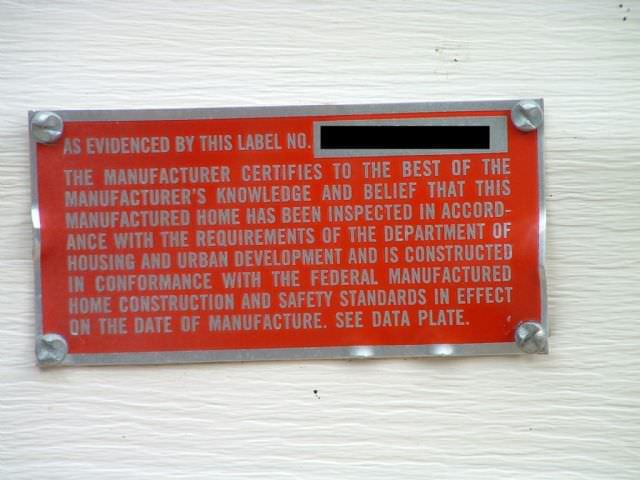 AS EVIDENCED BY THIS LABEL NO.
THE MANUFACTURER CERTIFIES TO THE BEST OF THE
MANUFACTURER'S KNOWLEDGE AND BELIEF THAT THIS
MANUFACTURED HOME HAS BEEN INSPECTED IN ACCORD-
ANCE WITH THE REQUIREMENTS OF THE DEPARTMENT OF
HOUSING AND URBAN DEVELOPMENT AND IS CONSTRUCTED
IN CONFORMANCE WITH THE FEDERAL MANUFACTURED
HOME CONSTRUCTION AND SAFETY STANDARDS IN EFFECT
ON THE DATE OF MANUFACTURE. SEE DATA PLATE.